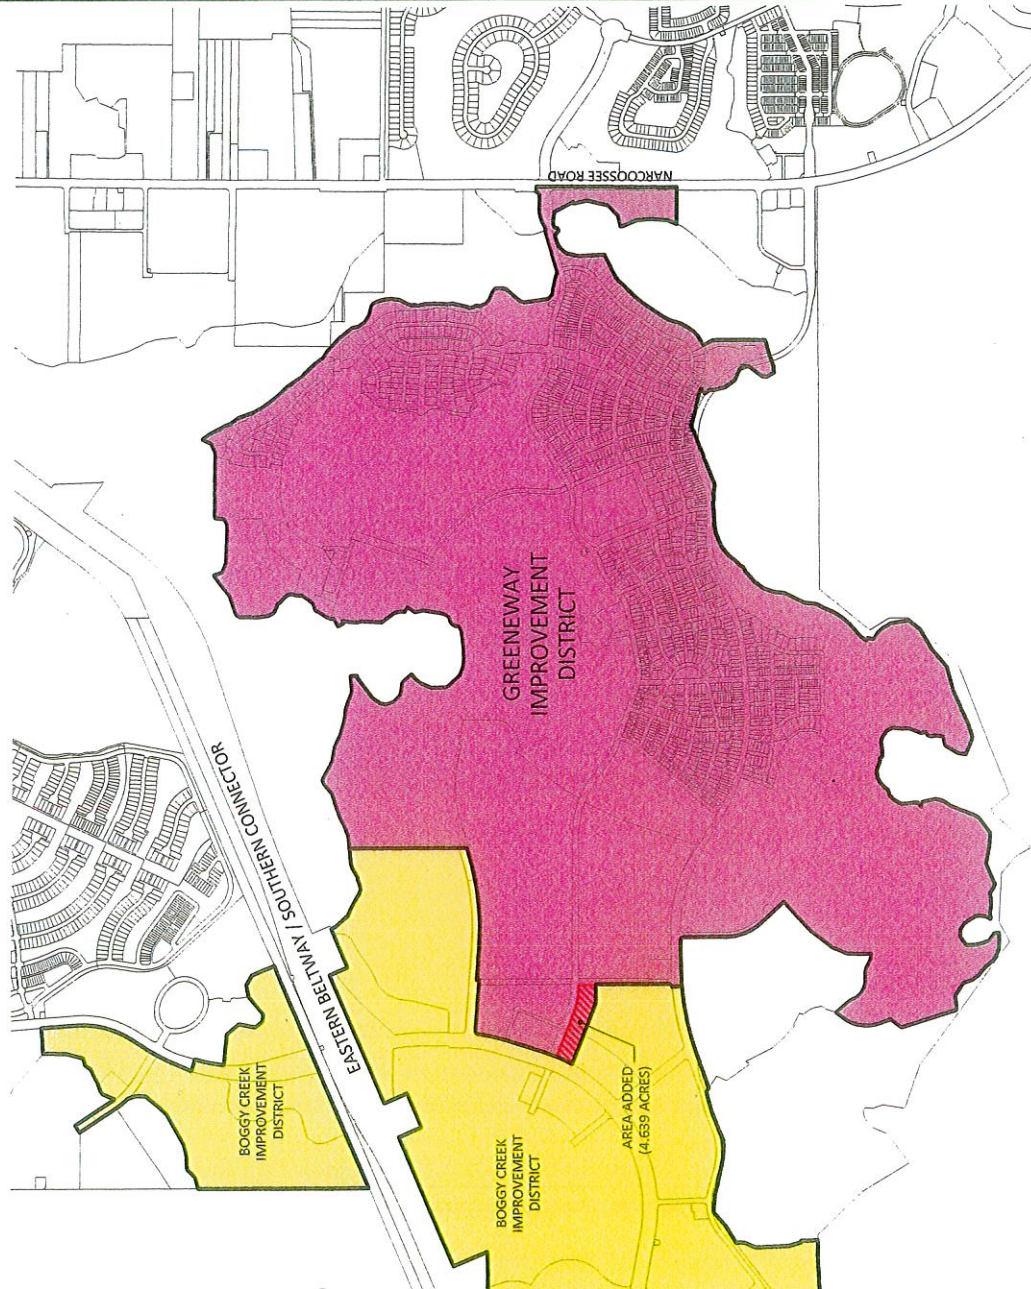 NARCOOSSEE ROAD
GREENEWAY
IMPROVEMENT
DISTRICT
EASTERN BELTWAY / SOUTHERN CONNECTOR
BOGGY CREEK
IMPROVEMENT
DISTRICT
BOGGY CREEK
IMPROVEMENT
DISTRICT
AREA ADDED
(4.639 ACRES)